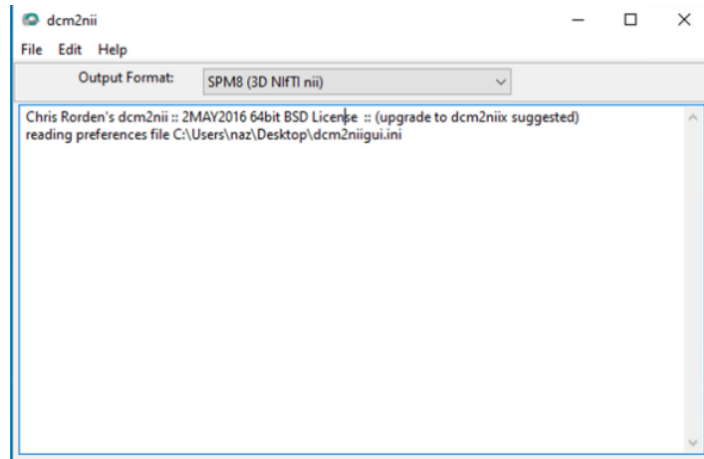 dcm2nii
File Edit Help
Output Format: SPM8 (3D NIfTI nii)
Chris Rorden's dcm2nii :: 2MAY2016 64bit BSD License :: (upgrade to dcm2niix suggested)
reading preferences file C:\Users\naz\Desktop\dcm2niigui.ini